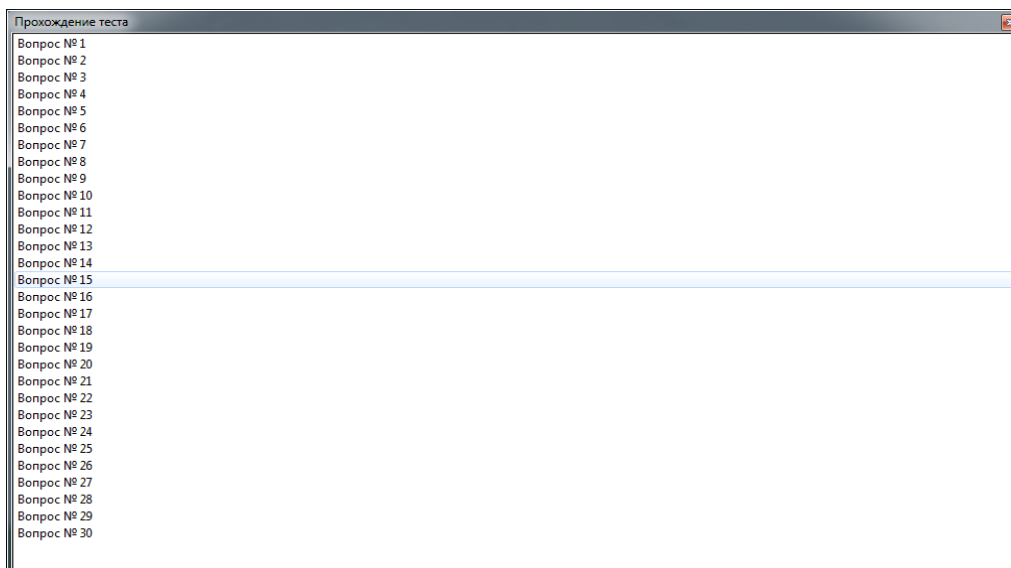 Прохождение теста
Вопрос № 1
Вопрос № 2
Вопрос № 3
Вопрос № 4
Вопрос № 5
Вопрос № 6
Вопрос № 7
Вопрос № 8
Вопрос № 9
Вопрос № 10
Вопрос № 11
Вопрос № 12
Вопрос № 13
Вопрос № 14
Вопрос № 15
Вопрос № 16
Вопрос № 17
Вопрос № 18
Вопрос № 19
Вопрос № 20
Вопрос № 21
Вопрос № 22
Вопрос № 23
Вопрос № 24
Вопрос № 25
Вопрос № 26
Вопрос № 27
Вопрос № 28
Вопрос № 29
Вопрос № 30